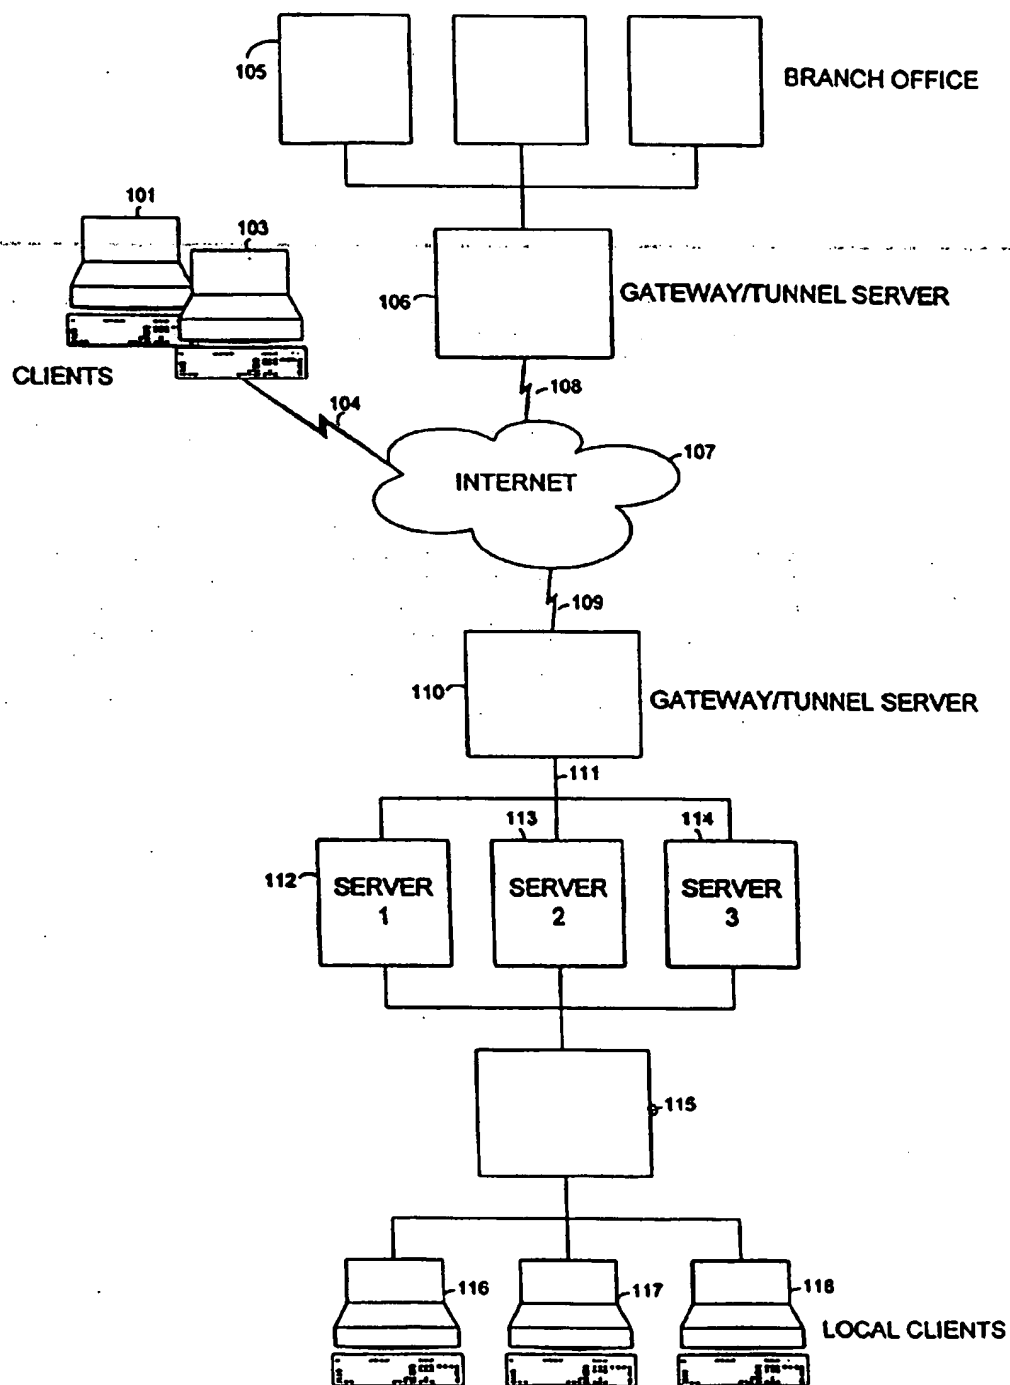 105
BRANCH OFFICE
101
103
106
GATEWAY/TUNNEL SERVER
CLIENTS
108
104
107
INTERNET
109
110
GATEWAY/TUNNEL SERVER
111
113
114
112
SERVER
1
SERVER
2
SERVER
3
115
116
117
118
LOCAL CLIENTS